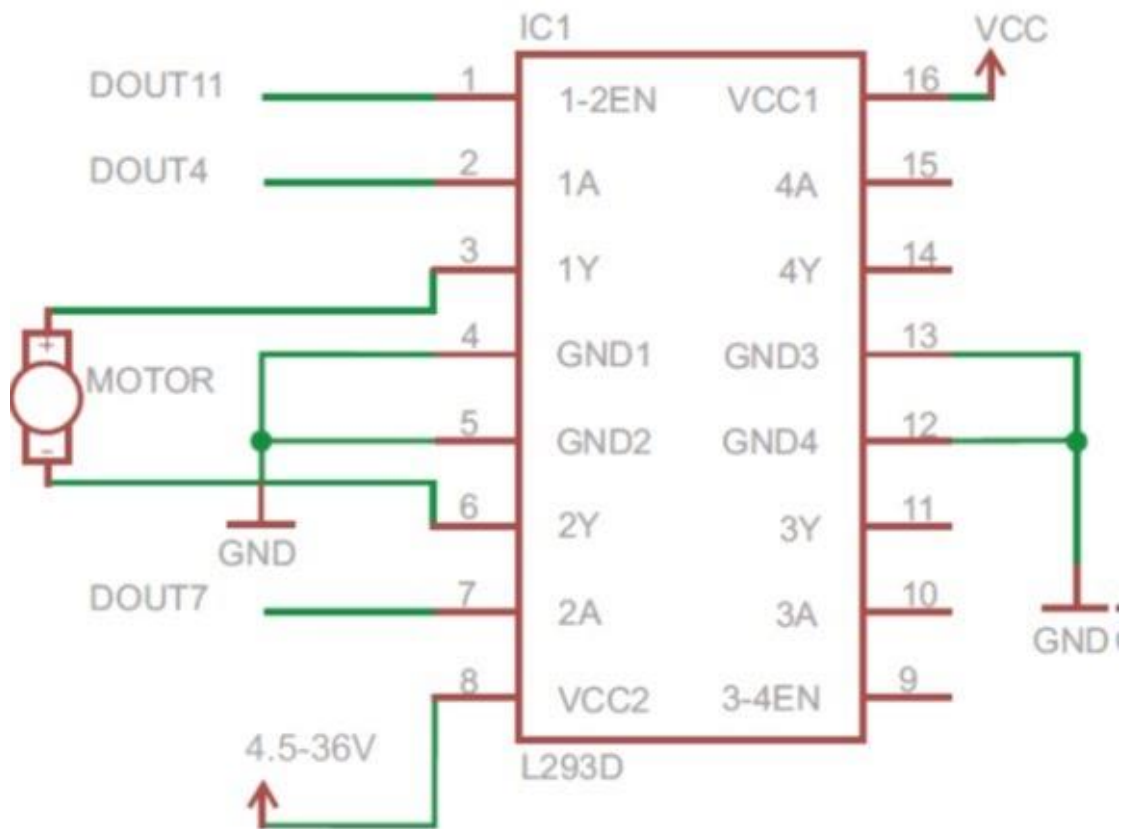 IC1
VCC
DOUT11
1
1-2EN
VCC1
16
DOUT4
2
1A
4A
15
3
1Y
4Y
14
+
MOTOR
-
4
GND1
GND3
13
5
GND2
GND4
12
6
2Y
3Y
11
GND
DOUT7
7
2A
3A
10
GND
8
VCC2
3-4EN
9
4.5-36V
L293D